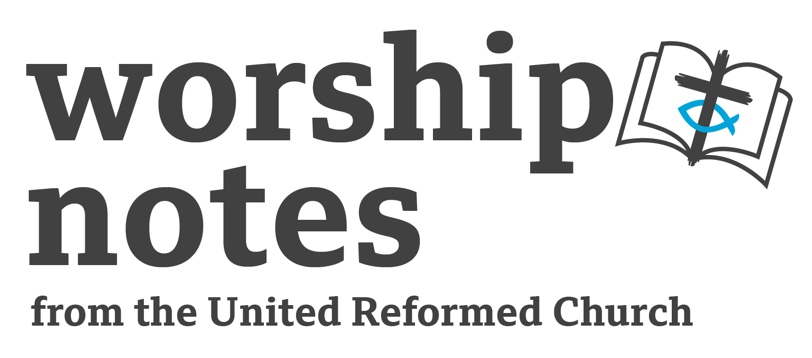 worship
notes
from the United Reformed Church